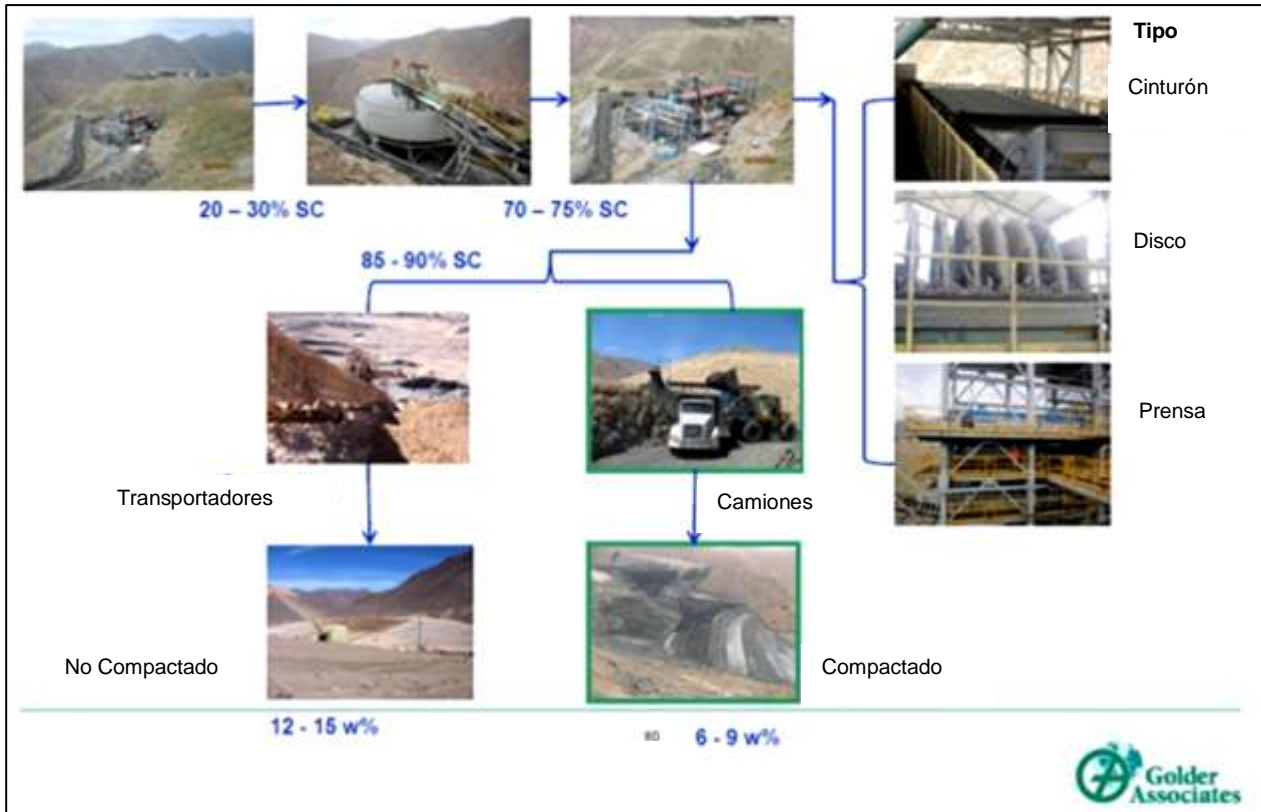 Tipo
Cinturón
20 – 30% SC
70 – 75% SC
Disco
85 - 90% SC
Prensa
Transportadores
Camiones
No Compactado
Compactado
12 - 15 w%
6 - 9 w%
Golder
Associates